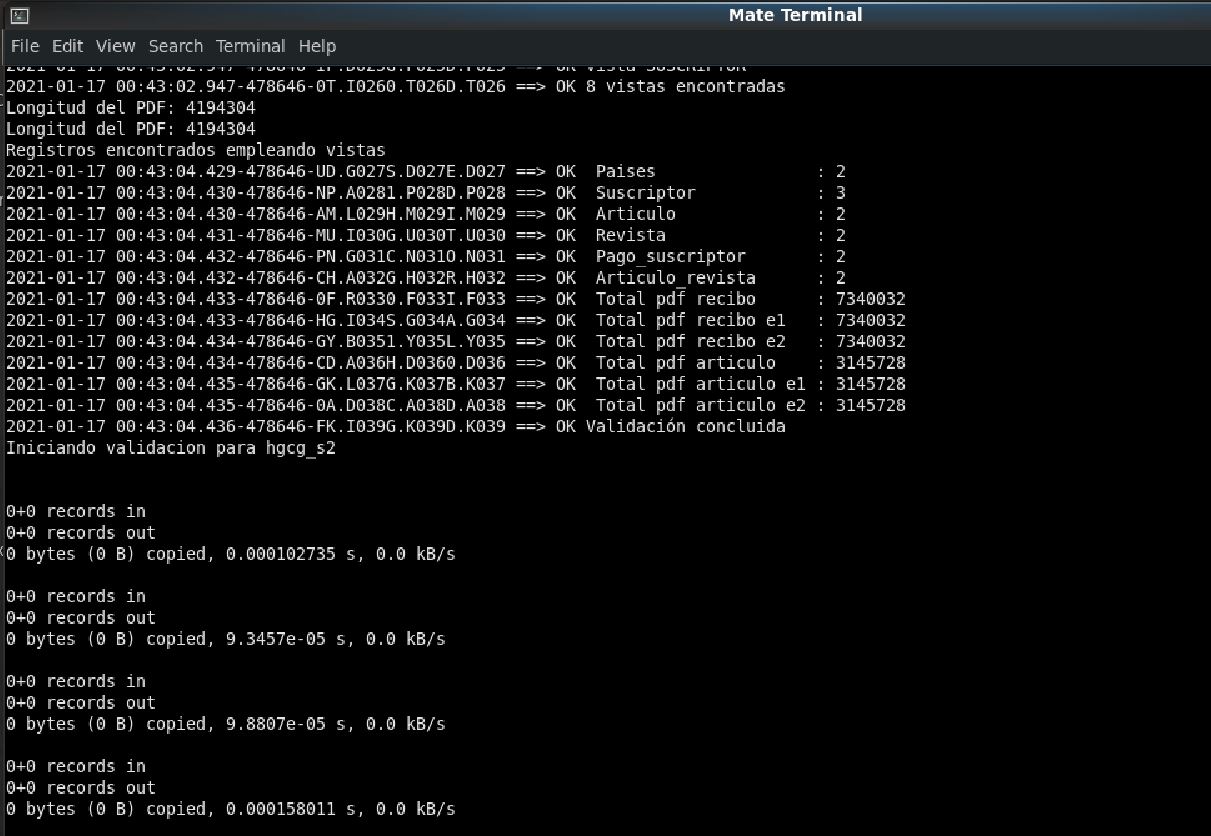 Mate Terminal
File Edit View Search Terminal Help
2021-01-17 00:43:02.947-478646-0T.I0260.T026D.T026 ==> OK 8 vistas encontradas
Longitud del PDF: 4194304
Longitud del PDF: 4194304
Registros encontrados empleando vistas
2021-01-17 00:43:04.429-478646-UD.G027S.D027E.D027 ==> OK  Paises                : 2
2021-01-17 00:43:04.430-478646-NP.A0281.P028D.P028 ==> OK  Suscriptor            : 3
2021-01-17 00:43:04.430-478646-AM.L029H.M029I.M029 ==> OK  Articulo              : 2
2021-01-17 00:43:04.431-478646-MU.I030G.U030T.U030 ==> OK  Revista               : 2
2021-01-17 00:43:04.432-478646-PN.G031C.N031O.N031 ==> OK  Pago_suscriptor       : 2
2021-01-17 00:43:04.432-478646-CH.A032G.H032R.H032 ==> OK  Articulo_revista      : 2
2021-01-17 00:43:04.433-478646-0F.R0330.F033I.F033 ==> OK  Total pdf recibo      : 7340032
2021-01-17 00:43:04.433-478646-HG.I034S.G034A.G034 ==> OK  Total pdf recibo e1   : 7340032
2021-01-17 00:43:04.434-478646-GY.B0351.Y035L.Y035 ==> OK  Total pdf recibo e2   : 7340032
2021-01-17 00:43:04.434-478646-CD.A036H.D0360.D036 ==> OK  Total pdf articulo    : 3145728
2021-01-17 00:43:04.435-478646-GK.L037G.K037B.K037 ==> OK  Total pdf articulo e1 : 3145728
2021-01-17 00:43:04.435-478646-0A.D038C.A038D.A038 ==> OK  Total pdf articulo e2 : 3145728
2021-01-17 00:43:04.436-478646-FK.I039G.K039D.K039 ==> OK Validación concluida
Iniciando validacion para hgcg_s2
0+0 records in
0+0 records out
0 bytes (0 B) copied, 0.000102735 s, 0.0 kB/s
0+0 records in
0+0 records out
0 bytes (0 B) copied, 9.3457e-05 s, 0.0 kB/s
0+0 records in
0+0 records out
0 bytes (0 B) copied, 9.8807e-05 s, 0.0 kB/s
0+0 records in
0+0 records out
0 bytes (0 B) copied, 0.000158011 s, 0.0 kB/s